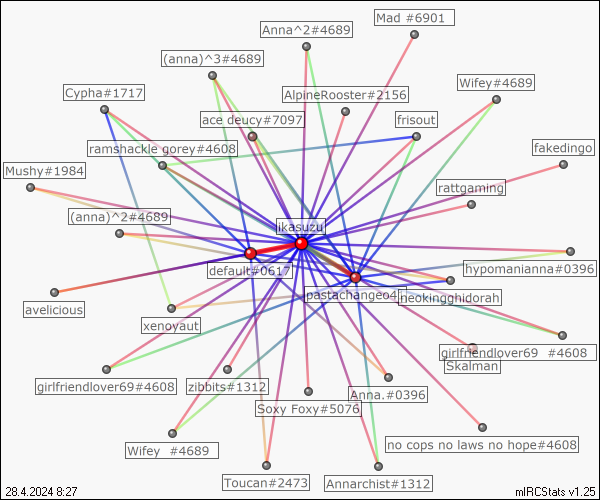 Mad #6901
Anna^2#4689
(anna)^3#4689
Wifey#4689
Cypha#1717
AlpineRooster#2156
ace deucy#7097
frisout
ramshackle gorey#4608
fakedingo
Mushy#1984
rattgaming
(anna)^2#4689
ikasuzu
default#0617
hypomanianna#0396
pastachangeo4
neokingghidorah
avelicious
xenoyaut
girlfriendlover69 #4608
Skalman
girlfriendlover69#4608
zibbits#1312
Anna.#0396
Soxy Foxy#5076
no cops no laws no hope#4608
Wifey #4689
Toucan#2473
Annarchist#1312
28.4.2024 8:27
mIRCStats v1.25